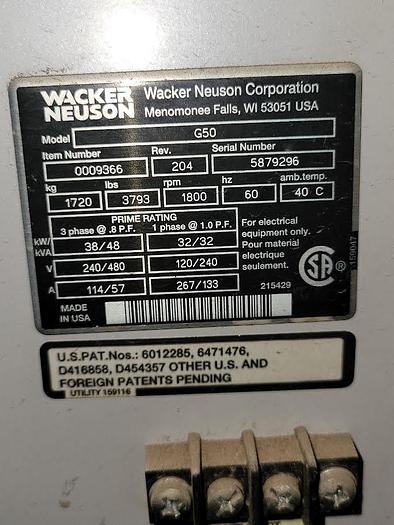 WACKER NEUSON Wacker Neuson Corporation
Menomonee Falls, WI 53051 USA
Model G50
Item Number Rev. Serial Number
0009366 204 5879296
kg lbs rpm hz amb.temp.
1720 3793 1800 60 40 C
PRIME RATING
3 phase @ .8 P.F. 1 phase @ 1.0 P.F.
kW/kVA 38/48 32/32
V 240/480 120/240
A 114/57 267/133
For electrical
equipment only.
Pour material
electrique
seulement.
SA ®
159047
215429
MADE
IN USA
U.S.PAT.Nos.: 6012285, 6471476,
D416858, D454357 OTHER U.S. AND
FOREIGN PATENTS PENDING
UTILITY 159116